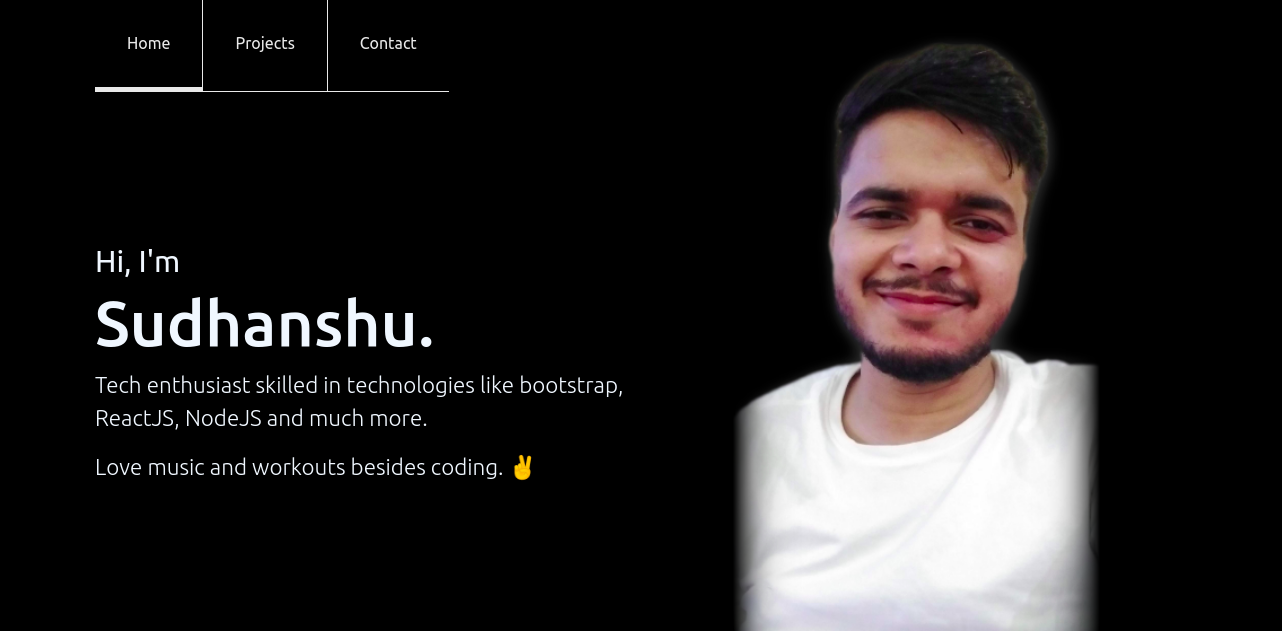 Home
Projects
Contact
Hi, I'm
Sudhanshu.
Tech enthusiast skilled in technologies like bootstrap,
ReactJS, NodeJS and much more.
Love music and workouts besides coding. ✌️